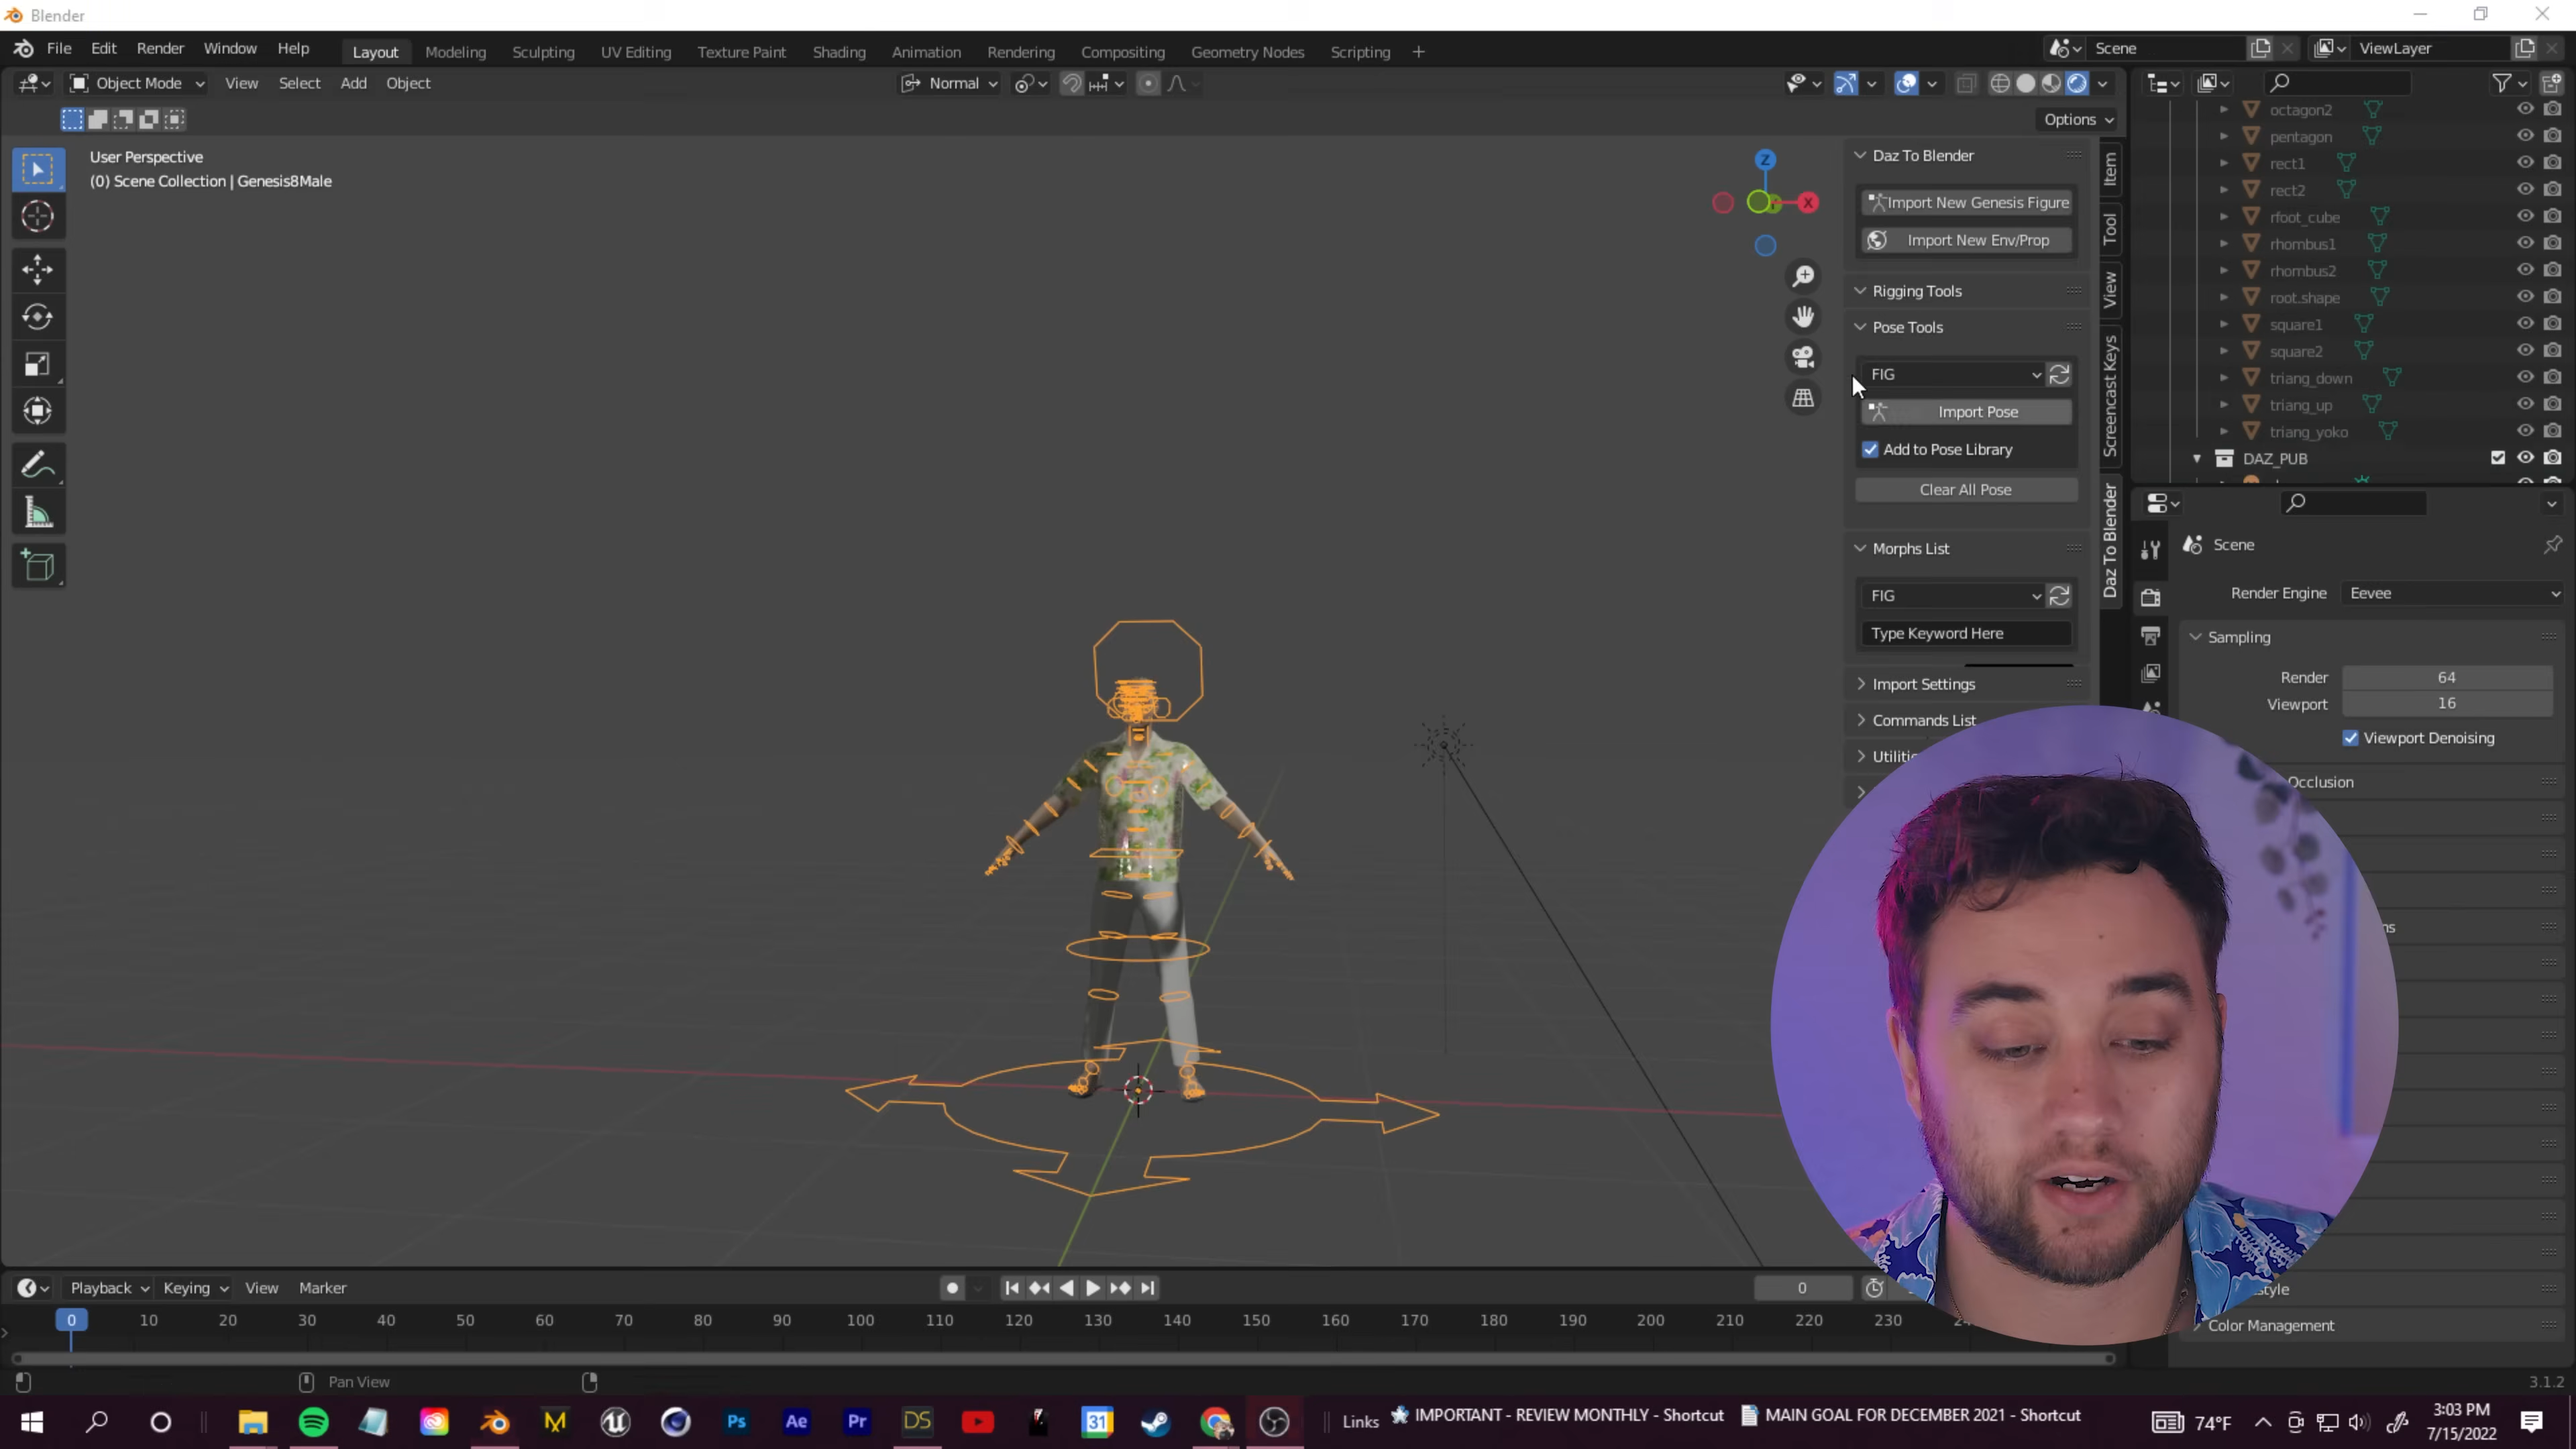 Blender
File Edit Render Window Help Layout Modeling Sculpting UV Editing Texture Paint Shading Animation Rendering Compositing Geometry Nodes Scripting + Scene ViewLayer
Object Mode View Select Add Object Normal
Options
User Perspective
(0) Scene Collection | Genesis8Male
Z
X
Daz To Blender
Import New Genesis Figure
Import New Env/Prop
Rigging Tools
Pose Tools
FIG
Import Pose
Add to Pose Library
Clear All Pose
Morphs List
FIG
Type Keyword Here
Import Settings
Commands List
Utilitie
Item
Tool
View
Screencast Keys
Daz To Blender
octagon2
pentagon
rect1
rect2
rfoot_cube
rhombus1
rhombus2
root.shape
square1
square2
triang_down
triang_up
triang_yoko
DAZ_PUB
Scene
Render Engine Eevee
Sampling
Render 64
Viewport 16
Viewport Denoising
Occlusion
ns
style
Color Management
Playback Keying View Marker 0
0 10 20 30 40 50 60 70 80 90 100 110 120 130 140 150 160 170 180 190 200 210 220 230
Pan View 3.1.2
M Ps Ae Pr DS 31 Links IMPORTANT - REVIEW MONTHLY - Shortcut MAIN GOAL FOR DECEMBER 2021 - Shortcut 74°F
3:03 PM
7/15/2022